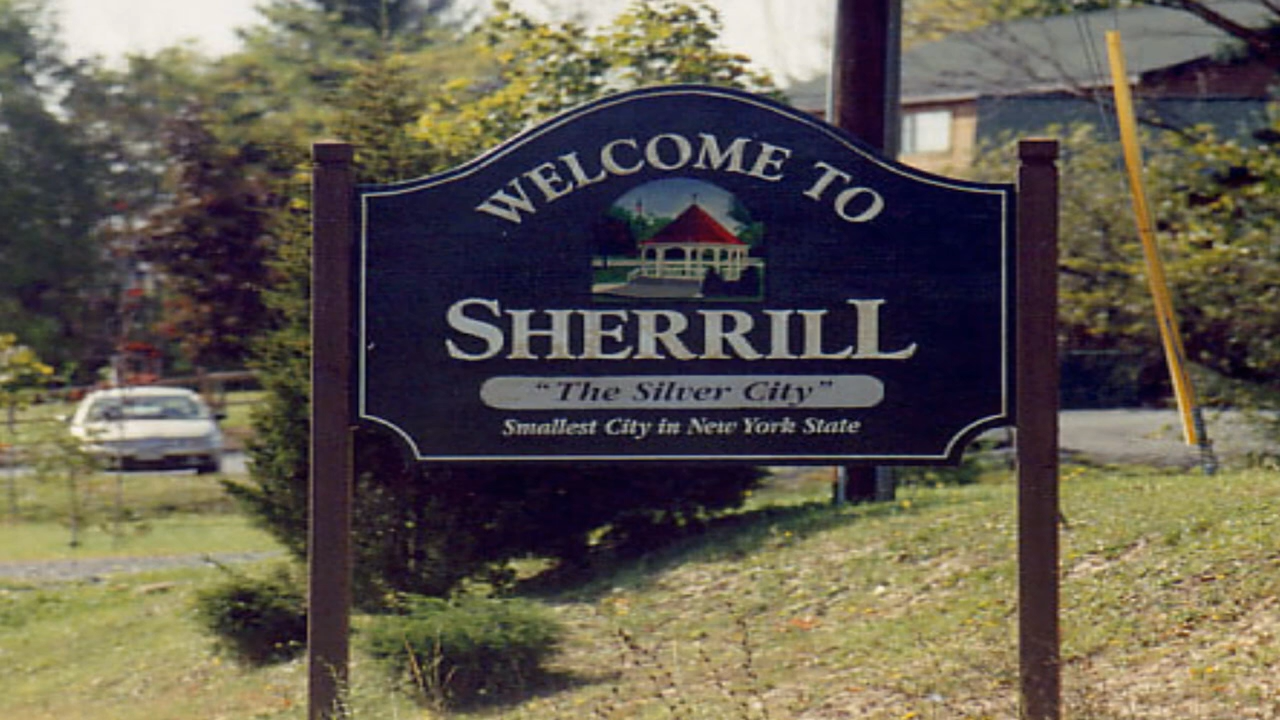 WELCOME TO
SHERRILL
"The Silver City"
Smallest City in New York State